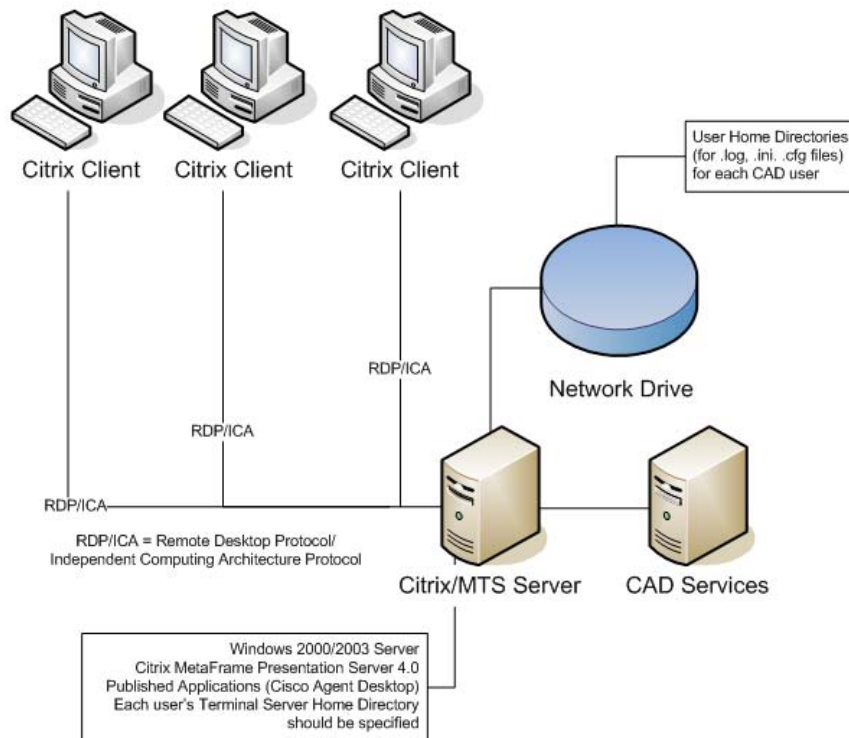 Citrix Client
Citrix Client
Citrix Client
User Home Directories
(for .log, .ini. .cfg files)
for each CAD user
RDP/ICA
Network Drive
RDP/ICA
RDP/ICA
RDP/ICA = Remote Desktop Protocol/
Independent Computing Architecture Protocol
Citrix/MTS Server
CAD Services
Windows 2000/2003 Server
Citrix MetaFrame Presentation Server 4.0
Published Applications (Cisco Agent Desktop)
Each user's Terminal Server Home Directory
should be specified